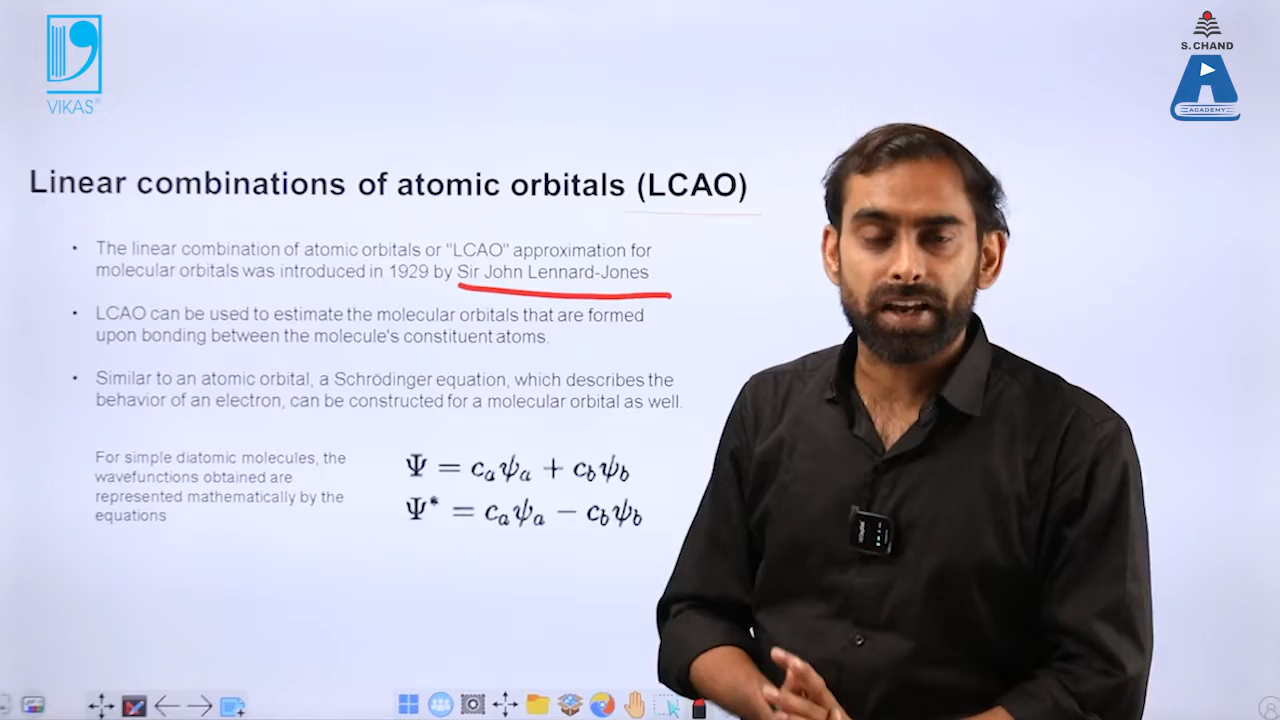 VIKAS®
S. CHAND
ACADEMY
Linear combinations of atomic orbitals (LCAO)
• The linear combination of atomic orbitals or "LCAO" approximation for
molecular orbitals was introduced in 1929 by Sir John Lennard-Jones
• LCAO can be used to estimate the molecular orbitals that are formed
upon bonding between the molecule's constituent atoms.
• Similar to an atomic orbital, a Schrödinger equation, which describes the
behavior of an electron, can be constructed for a molecular orbital as well.
For simple diatomic molecules, the
wavefunctions obtained are
represented mathematically by the
equations
Ψ = cₐψₐ + c_bψ_b
Ψ* = cₐψₐ − c_bψ_b